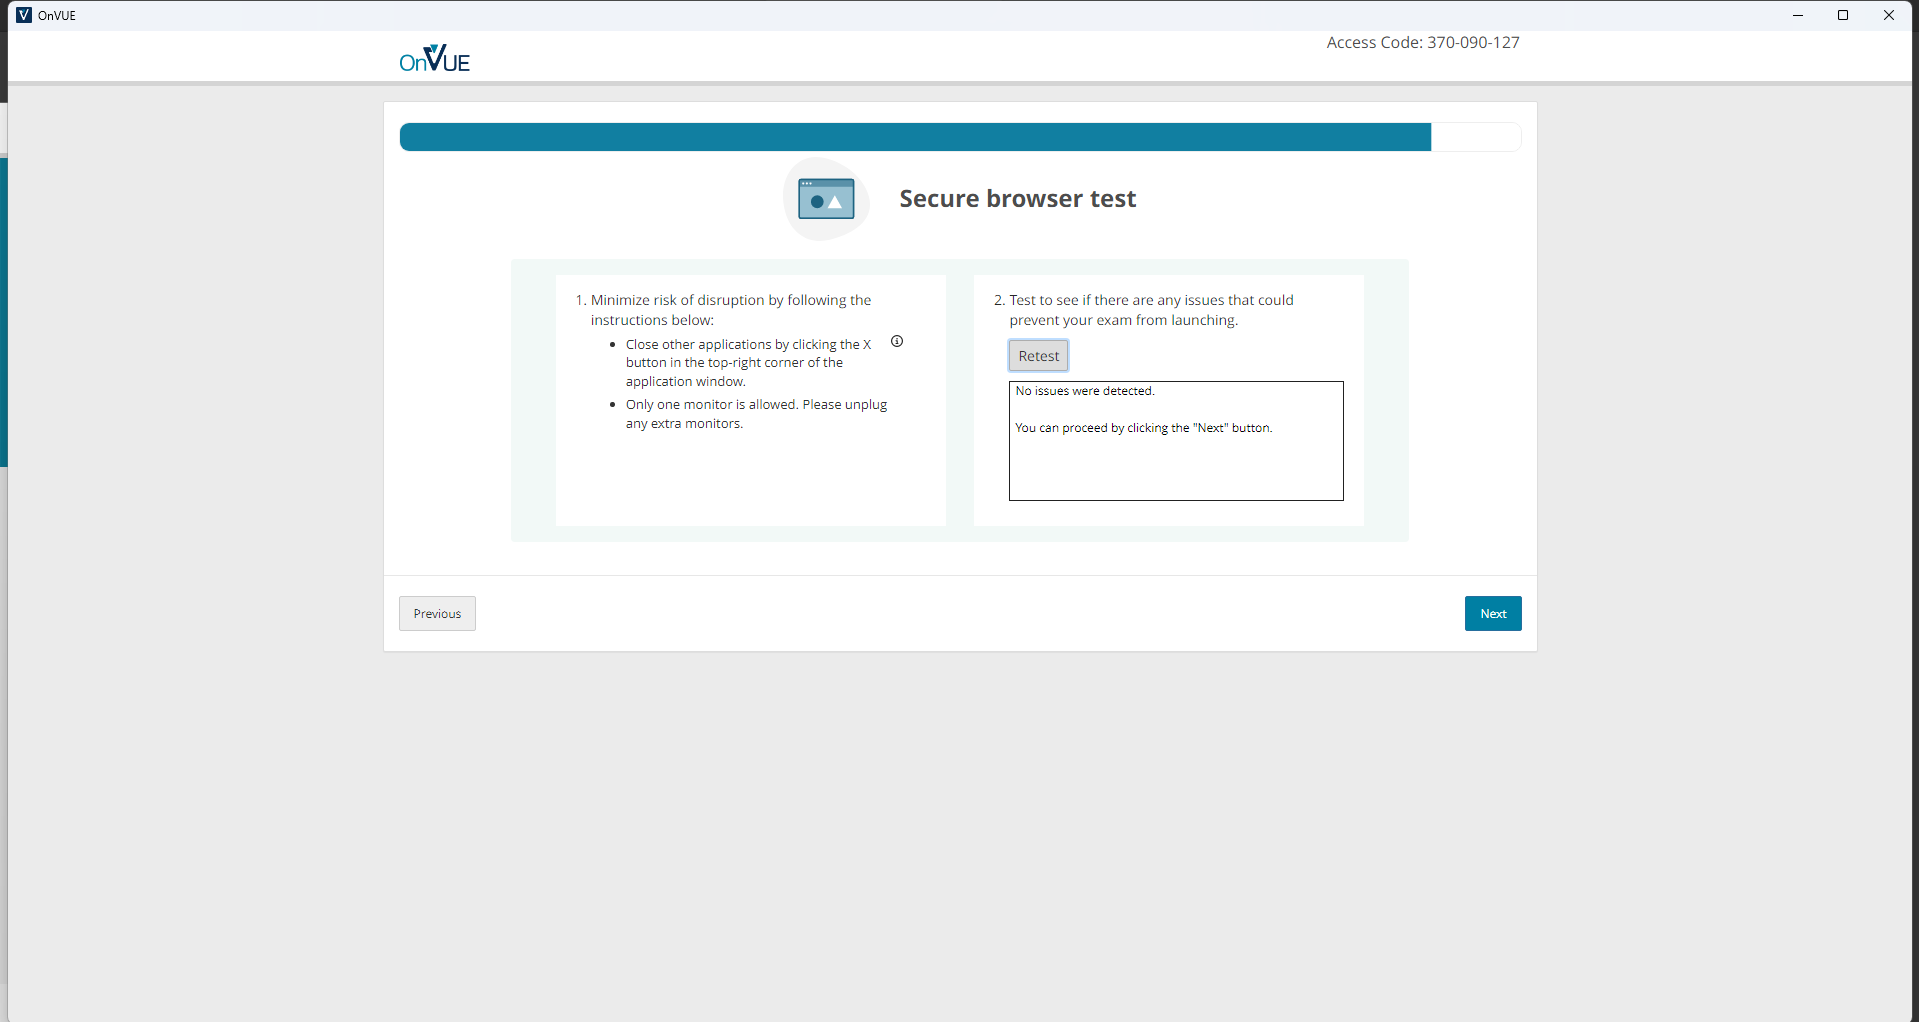 OnVUE
OnVUE
Access Code: 370-090-127
Secure browser test
1. Minimize risk of disruption by following the
instructions below:
• Close other applications by clicking the X
button in the top-right corner of the
application window.
• Only one monitor is allowed. Please unplug
any extra monitors.
2. Test to see if there are any issues that could
prevent your exam from launching.
Retest
No issues were detected.
You can proceed by clicking the "Next" button.
Previous
Next